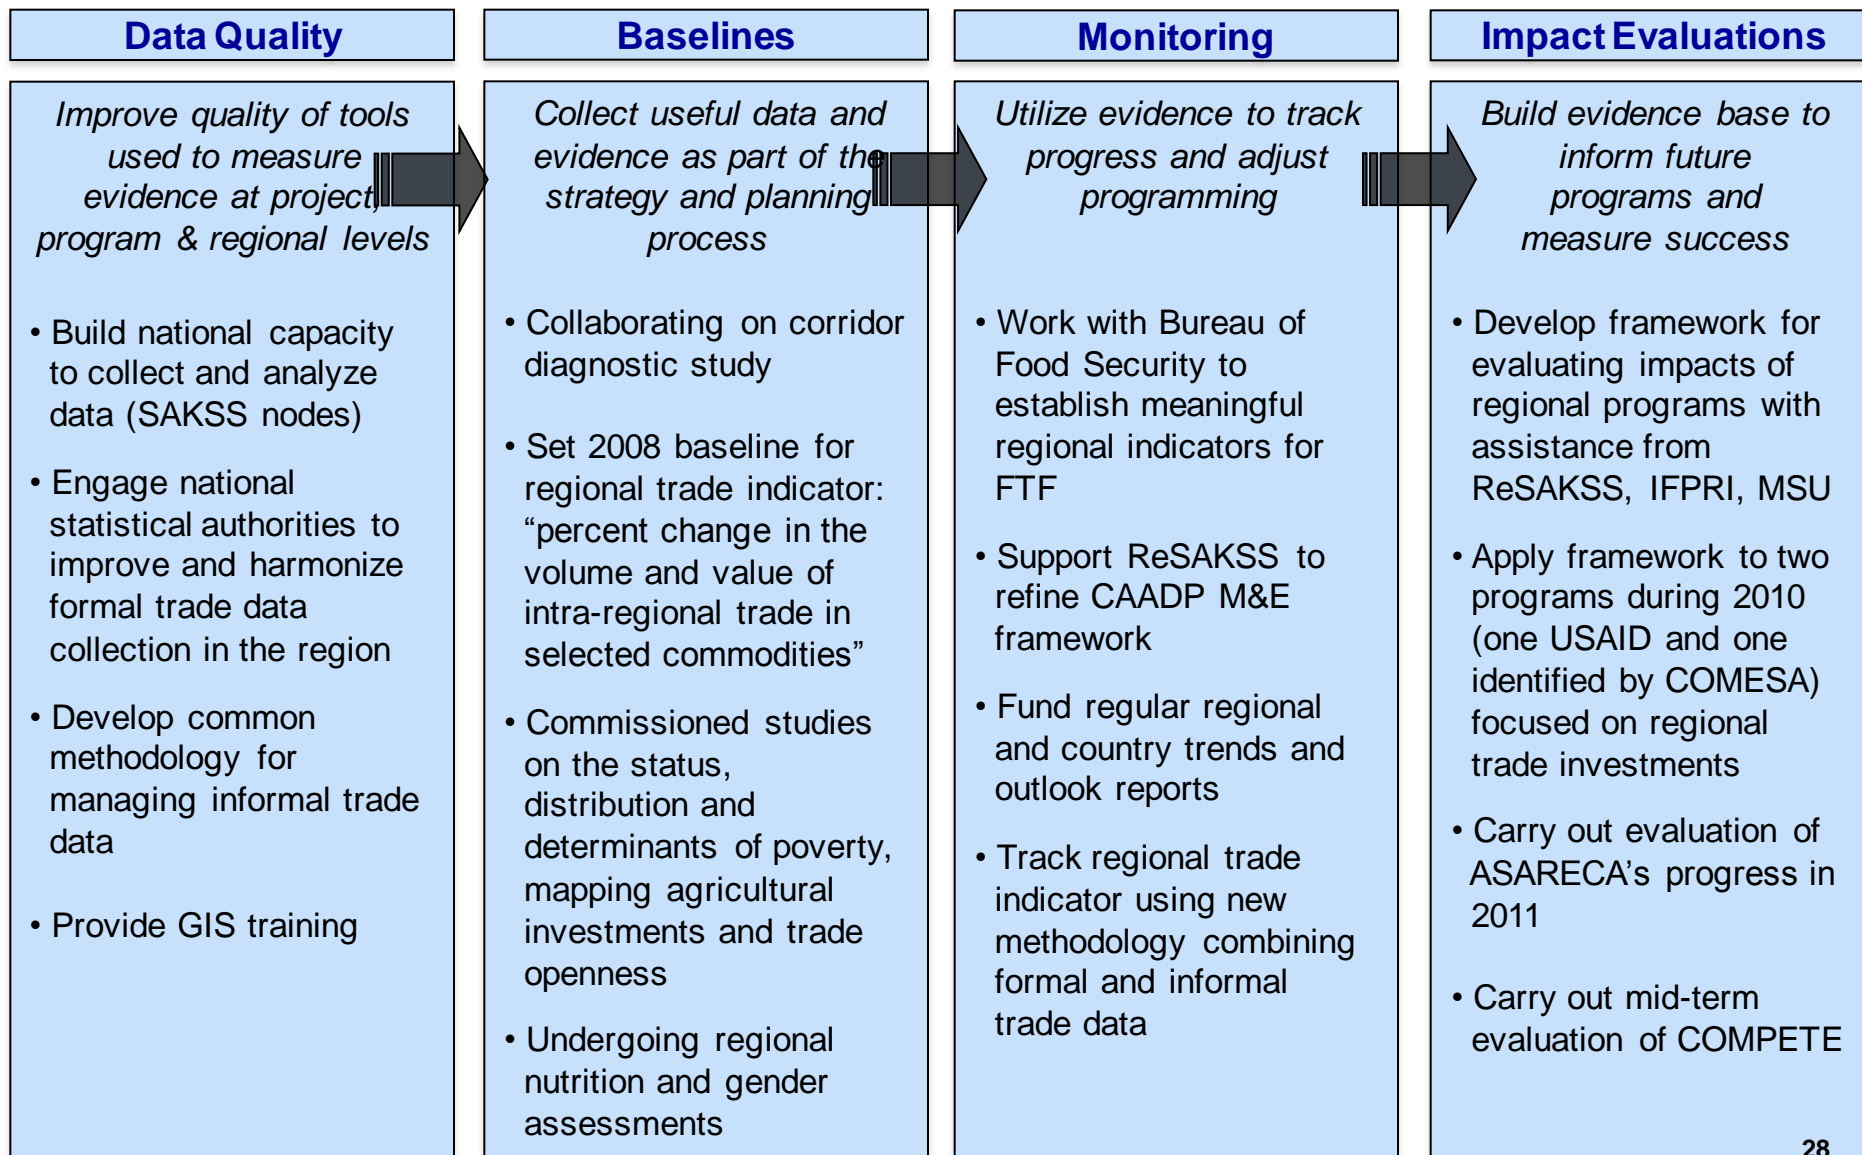 Data Quality
Improve quality of tools
used to measure
evidence at project,
program & regional levels
• Build national capacity
to collect and analyze
data (SAKSS nodes)
• Engage national
statistical authorities to
improve and harmonize
formal trade data
collection in the region
• Develop common
methodology for
managing informal trade
data
• Provide GIS training
Baselines
Collect useful data and
evidence as part of the
strategy and planning
process
• Collaborating on corridor
diagnostic study
• Set 2008 baseline for
regional trade indicator:
“percent change in the
volume and value of
intra-regional trade in
selected commodities”
• Commissioned studies
on the status,
distribution and
determinants of poverty,
mapping agricultural
investments and trade
openness
• Undergoing regional
nutrition and gender
assessments
Monitoring
Utilize evidence to track
progress and adjust
programming
• Work with Bureau of
Food Security to
establish meaningful
regional indicators for
FTF
• Support ReSAKSS to
refine CAADP M&E
framework
• Fund regular regional
and country trends and
outlook reports
• Track regional trade
indicator using new
methodology combining
formal and informal
trade data
Impact Evaluations
Build evidence base to
inform future
programs and
measure success
• Develop framework for
evaluating impacts of
regional programs with
assistance from
ReSAKSS, IFPRI, MSU
• Apply framework to two
programs during 2010
(one USAID and one
identified by COMESA)
focused on regional
trade investments
• Carry out evaluation of
ASARECA’s progress in
2011
• Carry out mid-term
evaluation of COMPETE
28